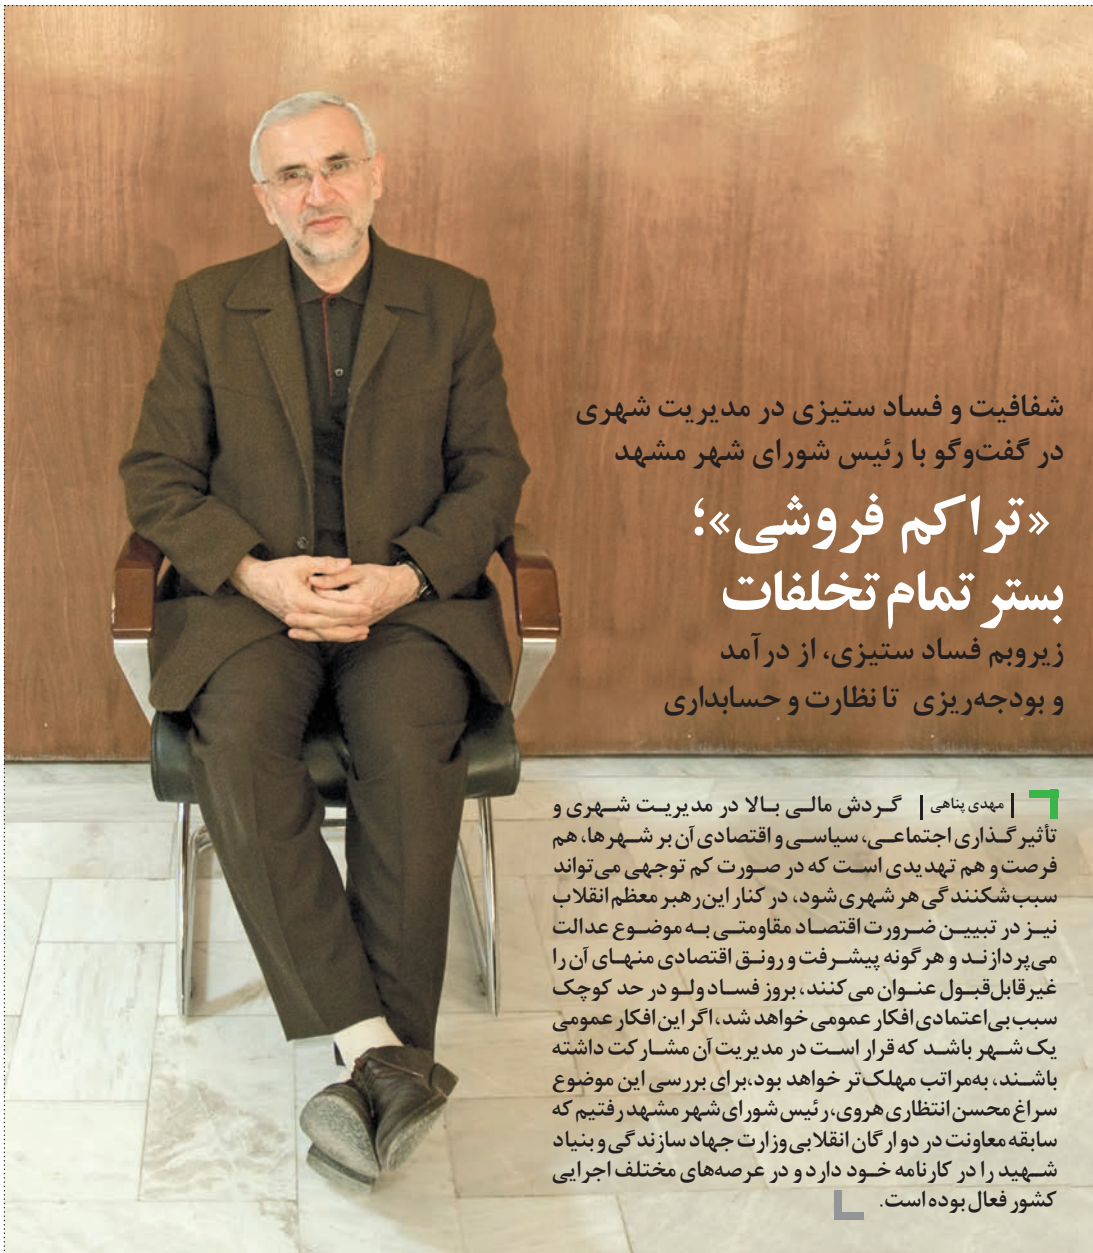 شفافیت و فساد ستیزی در مدیریت شهری
در گفت‌وگو با رئیس شورای شهر مشهد
«تراکم فروشی»؛
بستر تمام تخلفات
زیروبم فساد ستیزی، از درآمد
و بودجه‌ریزی تا نظارت و حسابداری
| مهدی پناهی | گردش مالی بالا در مدیریت شهری و
تأثیرگذاری اجتماعی، سیاسی و اقتصادی آن بر شهرها، هم
فرصت و هم تهدیدی است که در صورت کم توجهی می‌تواند
سبب شکنندگی هر شهری شود، در کنار این رهبر معظم انقلاب
نیز در تبیین ضرورت اقتصاد مقاومتی به موضوع عدالت
می‌پردازند و هرگونه پیشرفت و رونق اقتصادی منهای آن را
غیرقابل‌قبول عنوان می‌کنند، بروز فساد ولو در حد کوچک
سبب بی‌اعتمادی افکار عمومی خواهد شد، اگر این افکار عمومی
یک شهر باشد که قرار است در مدیریت آن مشارکت داشته
باشند، به‌مراتب مهلک‌تر خواهد بود،برای بررسی این موضوع
سراغ محسن انتظاری هروی، رئیس شورای شهر مشهد رفتیم که
سابقه معاونت در دو ارگان انقلابی وزارت جهاد سازندگی و بنیاد
شهید را در کارنامه خود دارد و در عرصه‌های مختلف اجرایی
کشور فعال بوده است.